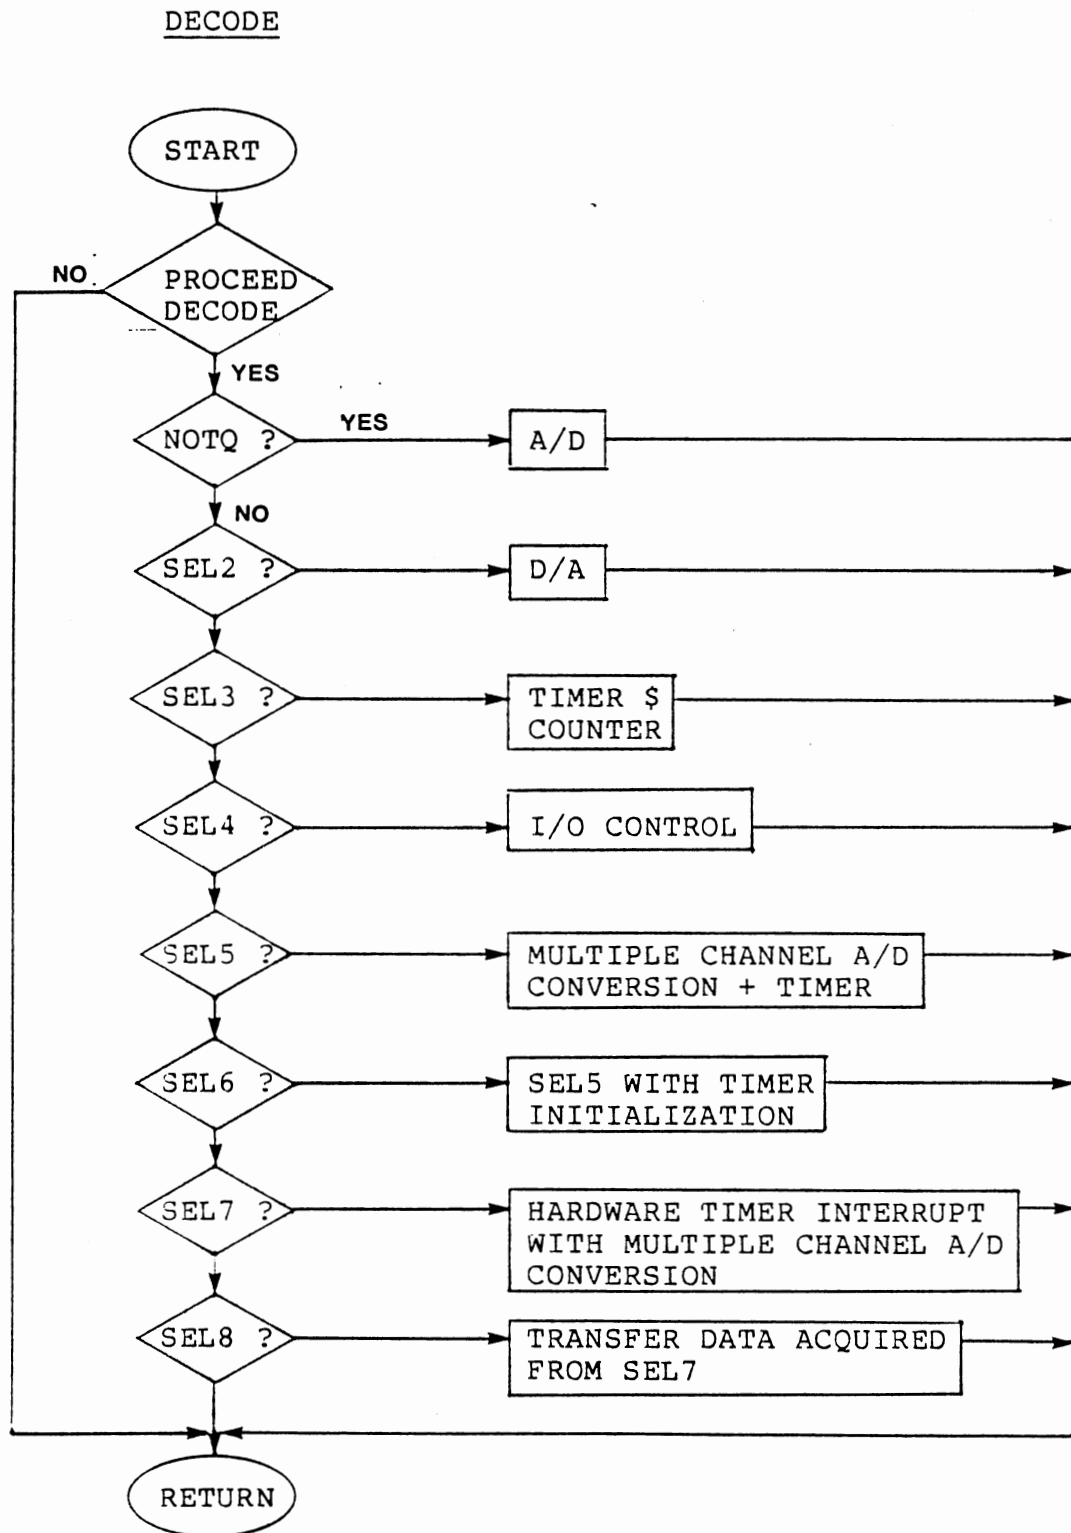 DECODE
START
NO
PROCEED
DECODE
YES
NOTQ ?
YES
A/D
NO
SEL2 ?
D/A
SEL3 ?
TIMER $
COUNTER
SEL4 ?
I/O CONTROL
SEL5 ?
MULTIPLE CHANNEL A/D
CONVERSION + TIMER
SEL6 ?
SEL5 WITH TIMER
INITIALIZATION
SEL7 ?
HARDWARE TIMER INTERRUPT
WITH MULTIPLE CHANNEL A/D
CONVERSION
SEL8 ?
TRANSFER DATA ACQUIRED
FROM SEL7
RETURN